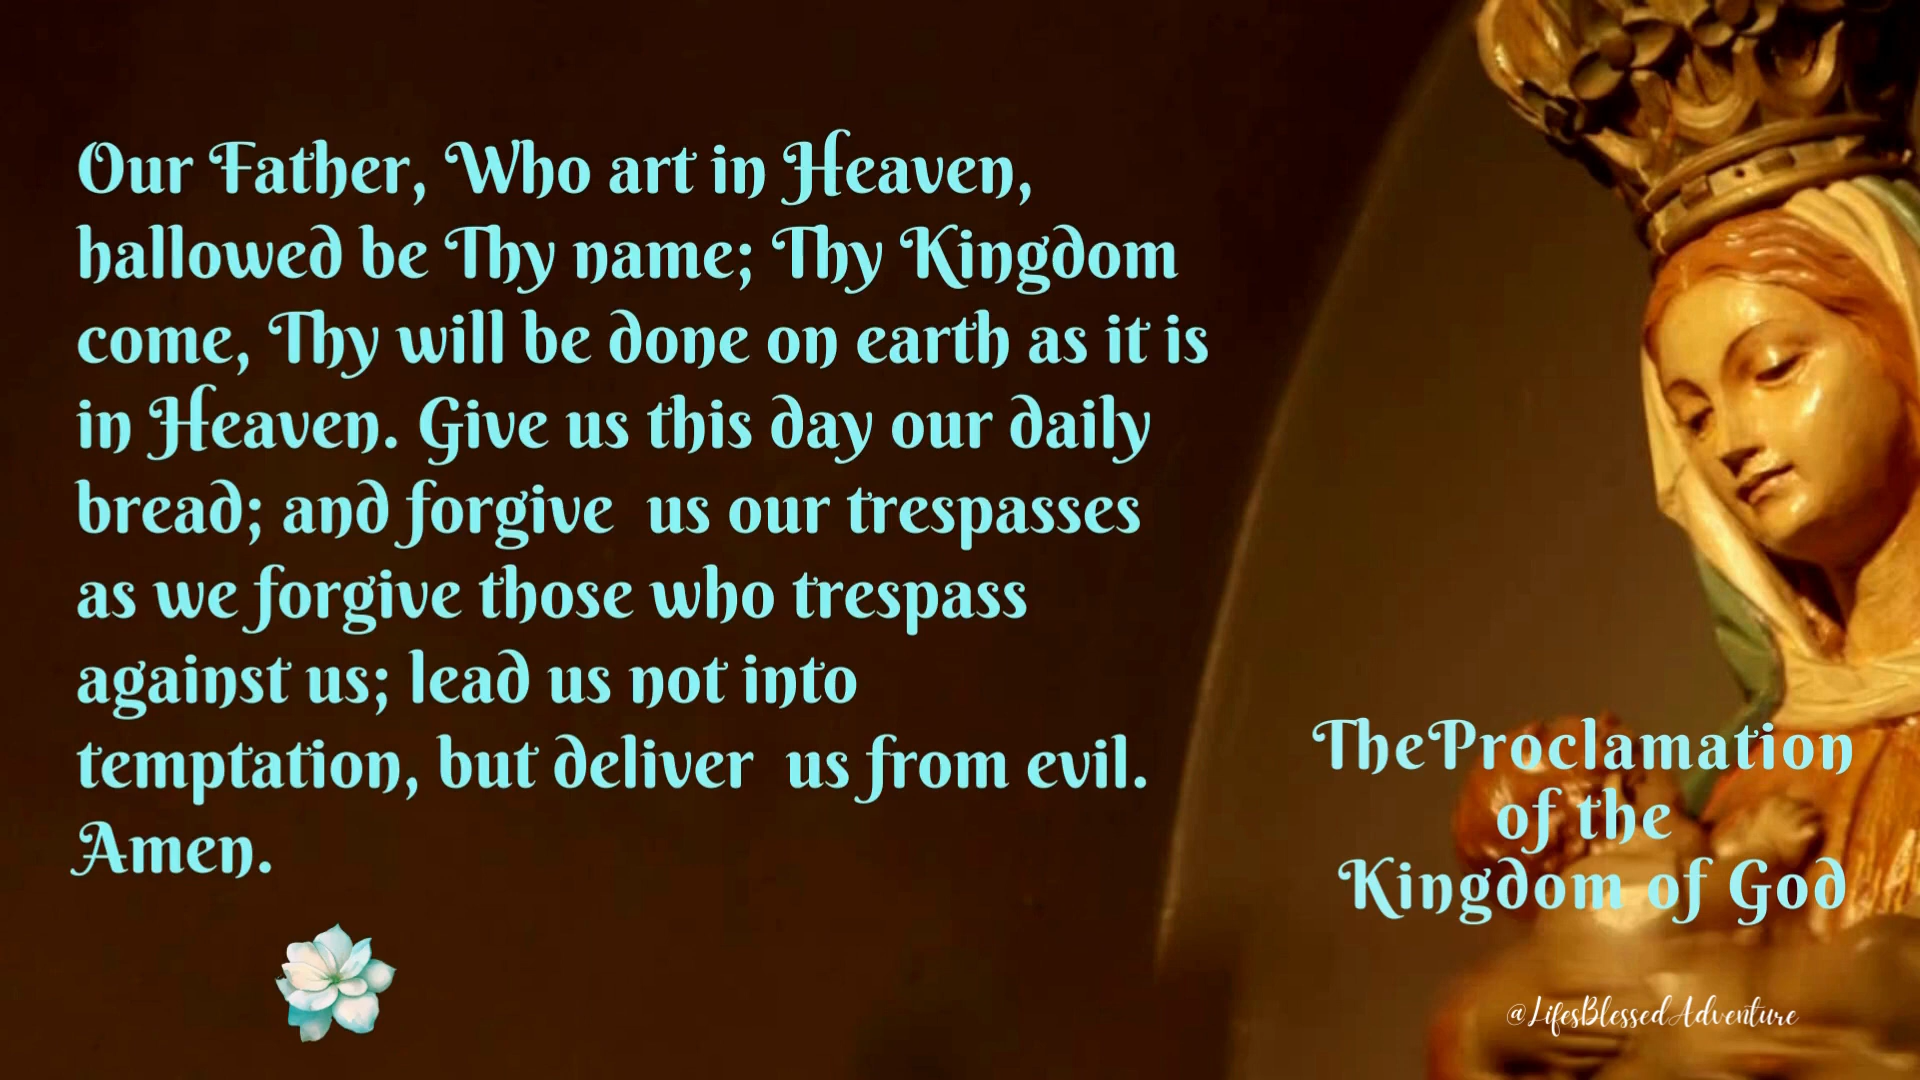 Our Father, Who art in Heaven,
hallowed be Thy name; Thy Kingdom
come, Thy will be done on earth as it is
in Heaven. Give us this day our daily
bread; and forgive  us our trespasses
as we forgive those who trespass
against us; lead us not into
temptation, but deliver  us from evil.
Amen.
TheProclamation
of the
Kingdom of God
@LifesBlessedAdventure